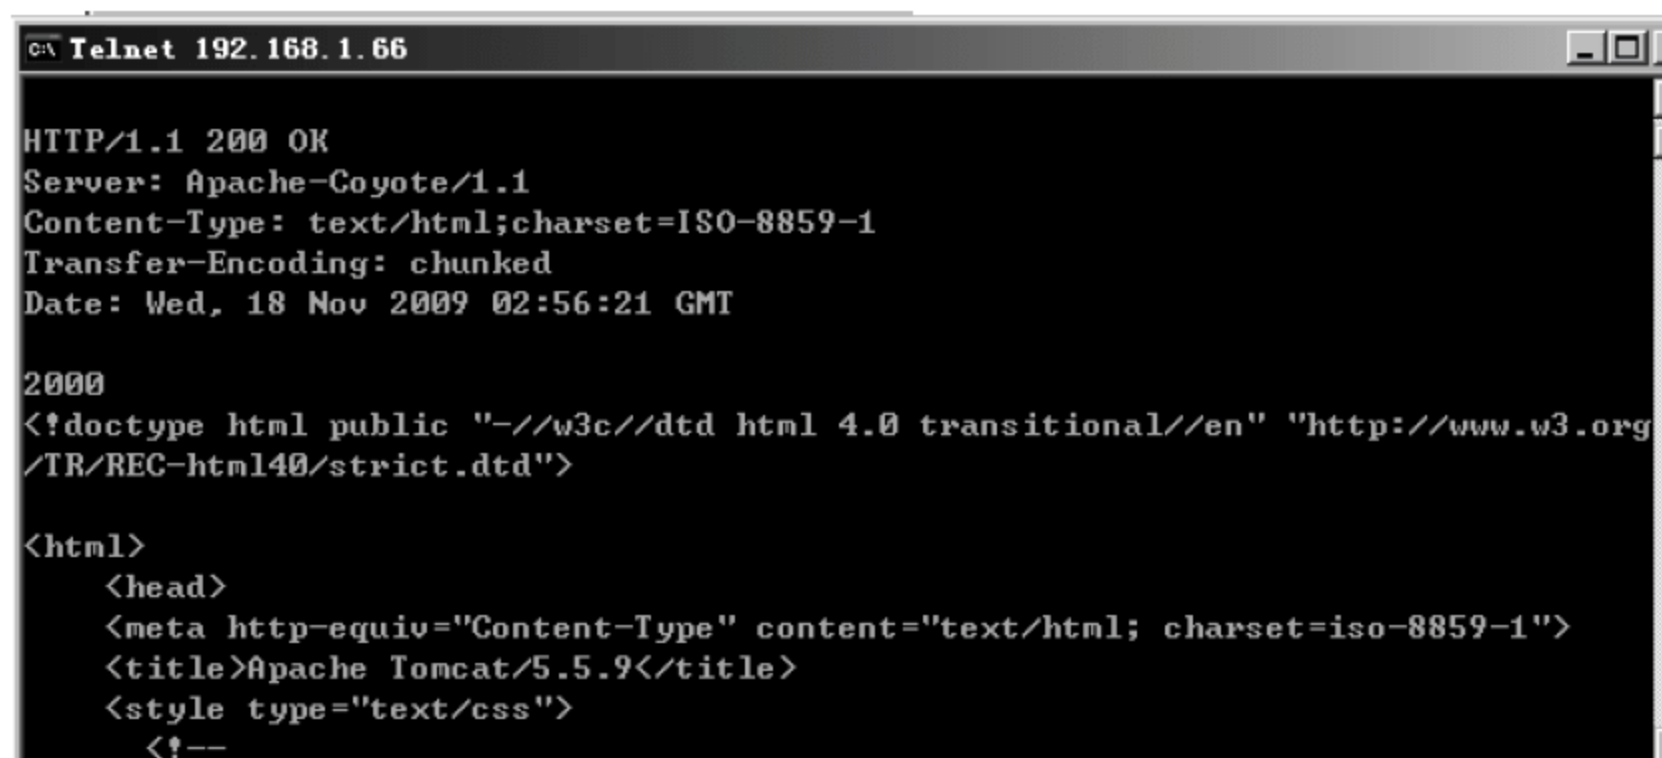 Telnet 192.168.1.66
HTTP/1.1 200 OK
Server: Apache-Coyote/1.1
Content-Type: text/html;charset=ISO-8859-1
Transfer-Encoding: chunked
Date: Wed, 18 Nov 2009 02:56:21 GMT
2000
<!doctype html public "-//w3c//dtd html 4.0 transitional//en" "http://www.w3.org
/TR/REC-html40/strict.dtd">
<html>
<head>
<meta http-equiv="Content-Type" content="text/html; charset=iso-8859-1">
<title>Apache Tomcat/5.5.9</title>
<style type="text/css">
<!--